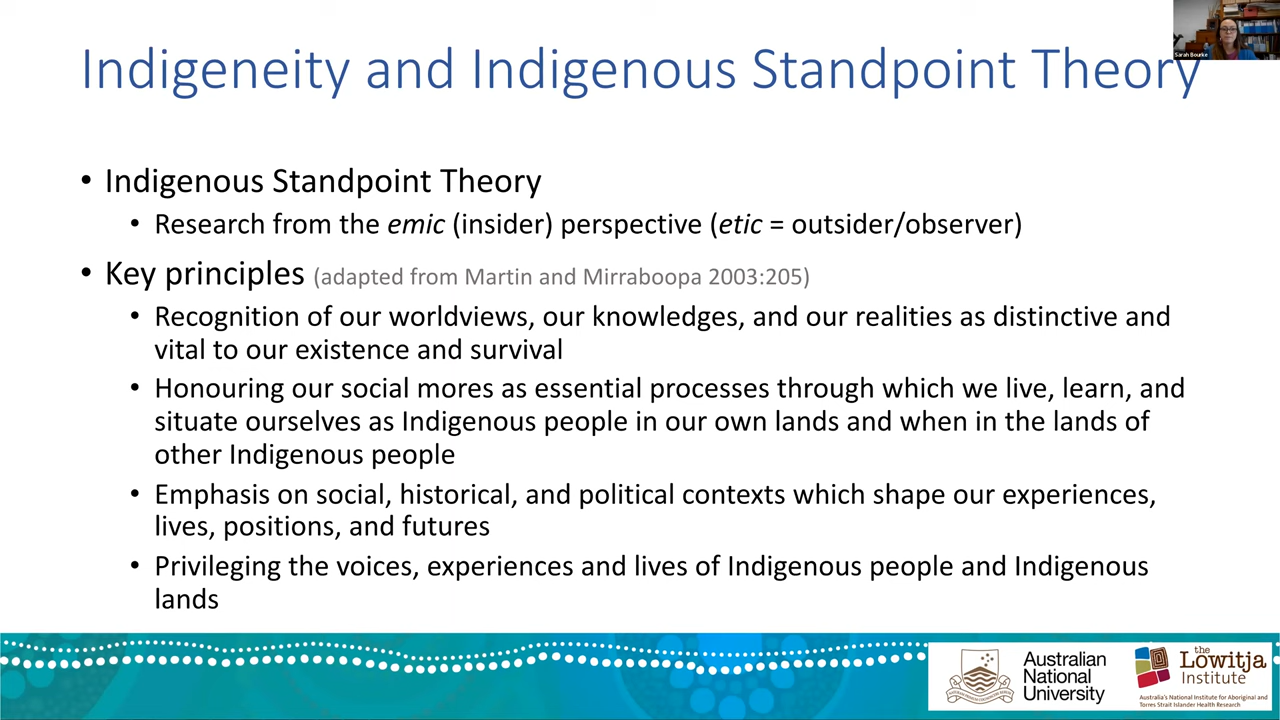 Sarah Bourke
Indigeneity and Indigenous Standpoint Theory
• Indigenous Standpoint Theory
• Research from the emic (insider) perspective (etic = outsider/observer)
• Key principles (adapted from Martin and Mirraboopa 2003:205)
• Recognition of our worldviews, our knowledges, and our realities as distinctive and
vital to our existence and survival
• Honouring our social mores as essential processes through which we live, learn, and
situate ourselves as Indigenous people in our own lands and when in the lands of
other Indigenous people
• Emphasis on social, historical, and political contexts which shape our experiences,
lives, positions, and futures
• Privileging the voices, experiences and lives of Indigenous people and Indigenous
lands
Australian
National
University
the
Lowitja
Institute
Australia's National Institute for Aboriginal and
Torres Strait Islander Health Research